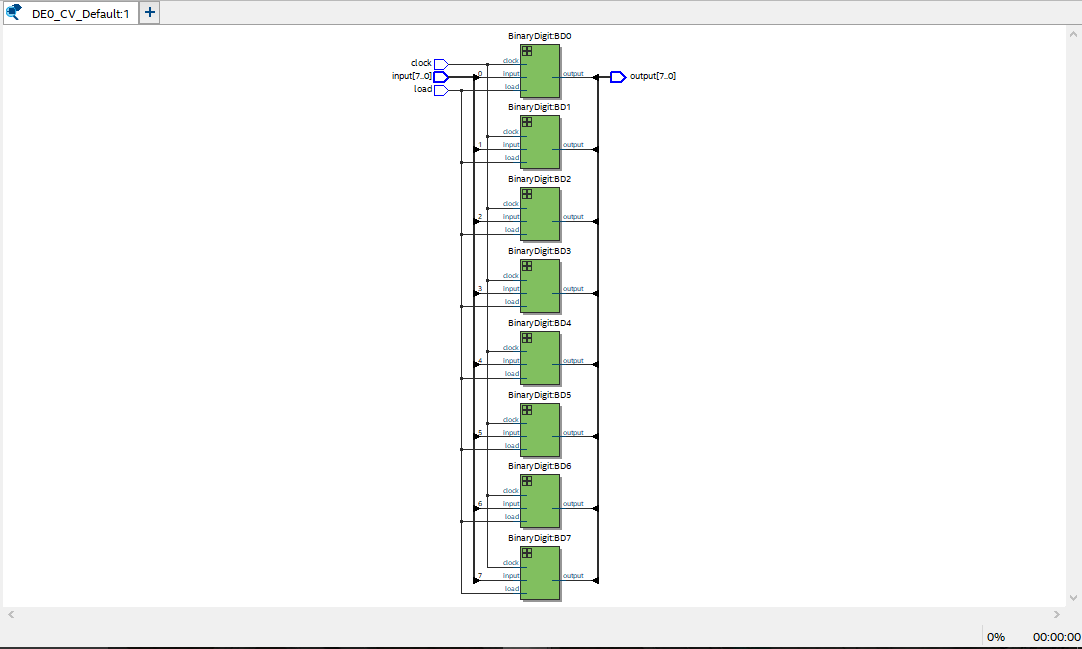 DE0_CV_Default:1
BinaryDigit:BD0
clock
input[7..0]
load
clock
0 input
load
output
output[7..0]
BinaryDigit:BD1
clock
1 input
load
output
BinaryDigit:BD2
clock
2 input
load
output
BinaryDigit:BD3
clock
3 input
load
output
BinaryDigit:BD4
clock
4 input
load
output
BinaryDigit:BD5
clock
5 input
load
output
BinaryDigit:BD6
clock
6 input
load
output
BinaryDigit:BD7
clock
7 input
load
output
0% 00:00:00